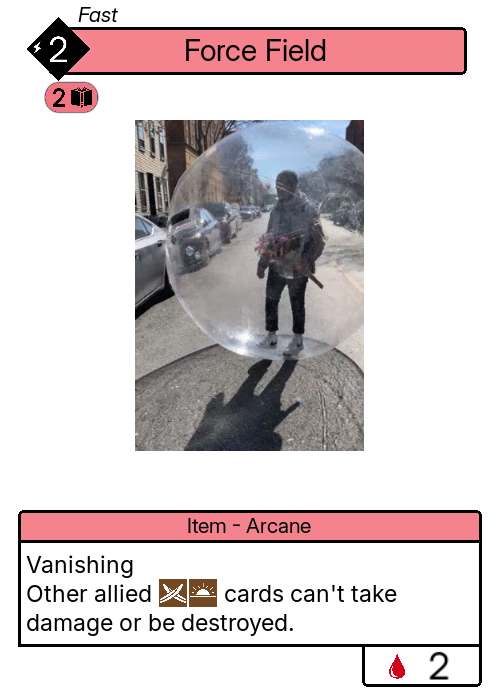 Fast
2
Force Field
2
Item - Arcane
Vanishing
Other allied cards can't take
damage or be destroyed.
2